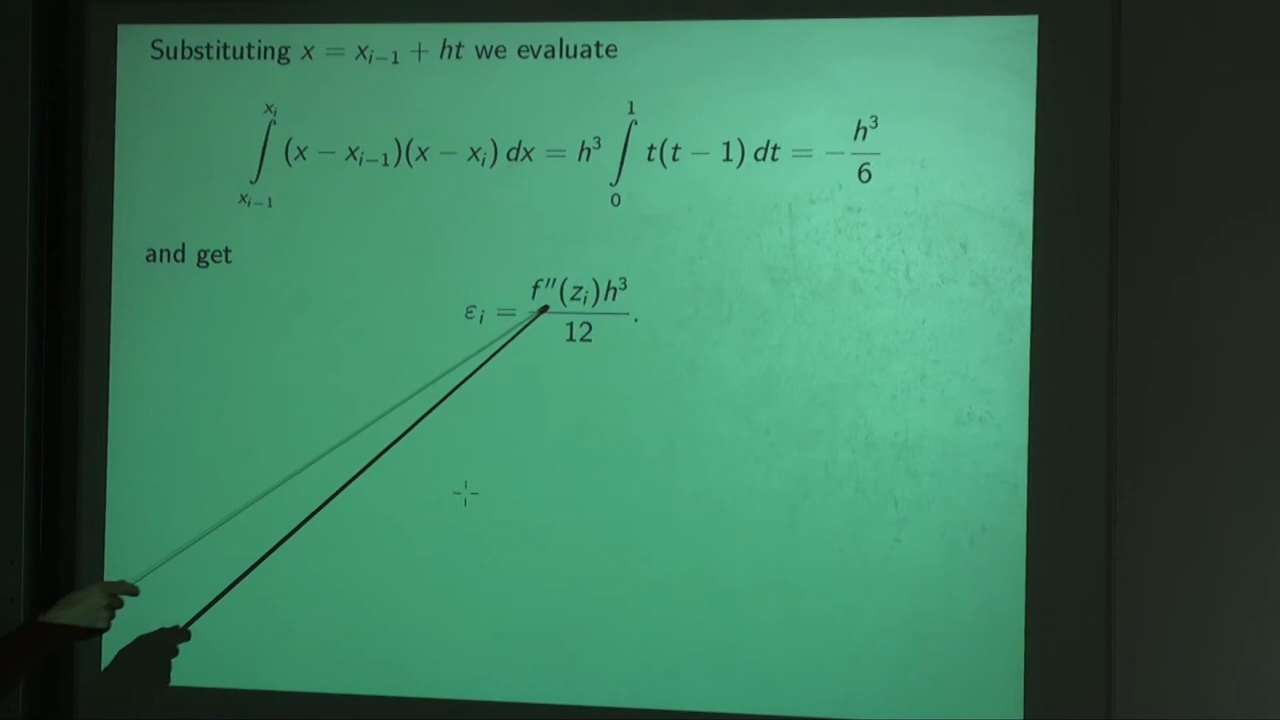 Substituting x = x_{i−1} + ht we evaluate
∫_{x_{i−1}}^{x_i} (x − x_{i−1})(x − x_i) dx = h³ ∫_0^1 t(t − 1) dt = − h³/6
and get
ε_i = f″(z_i)h³/12.